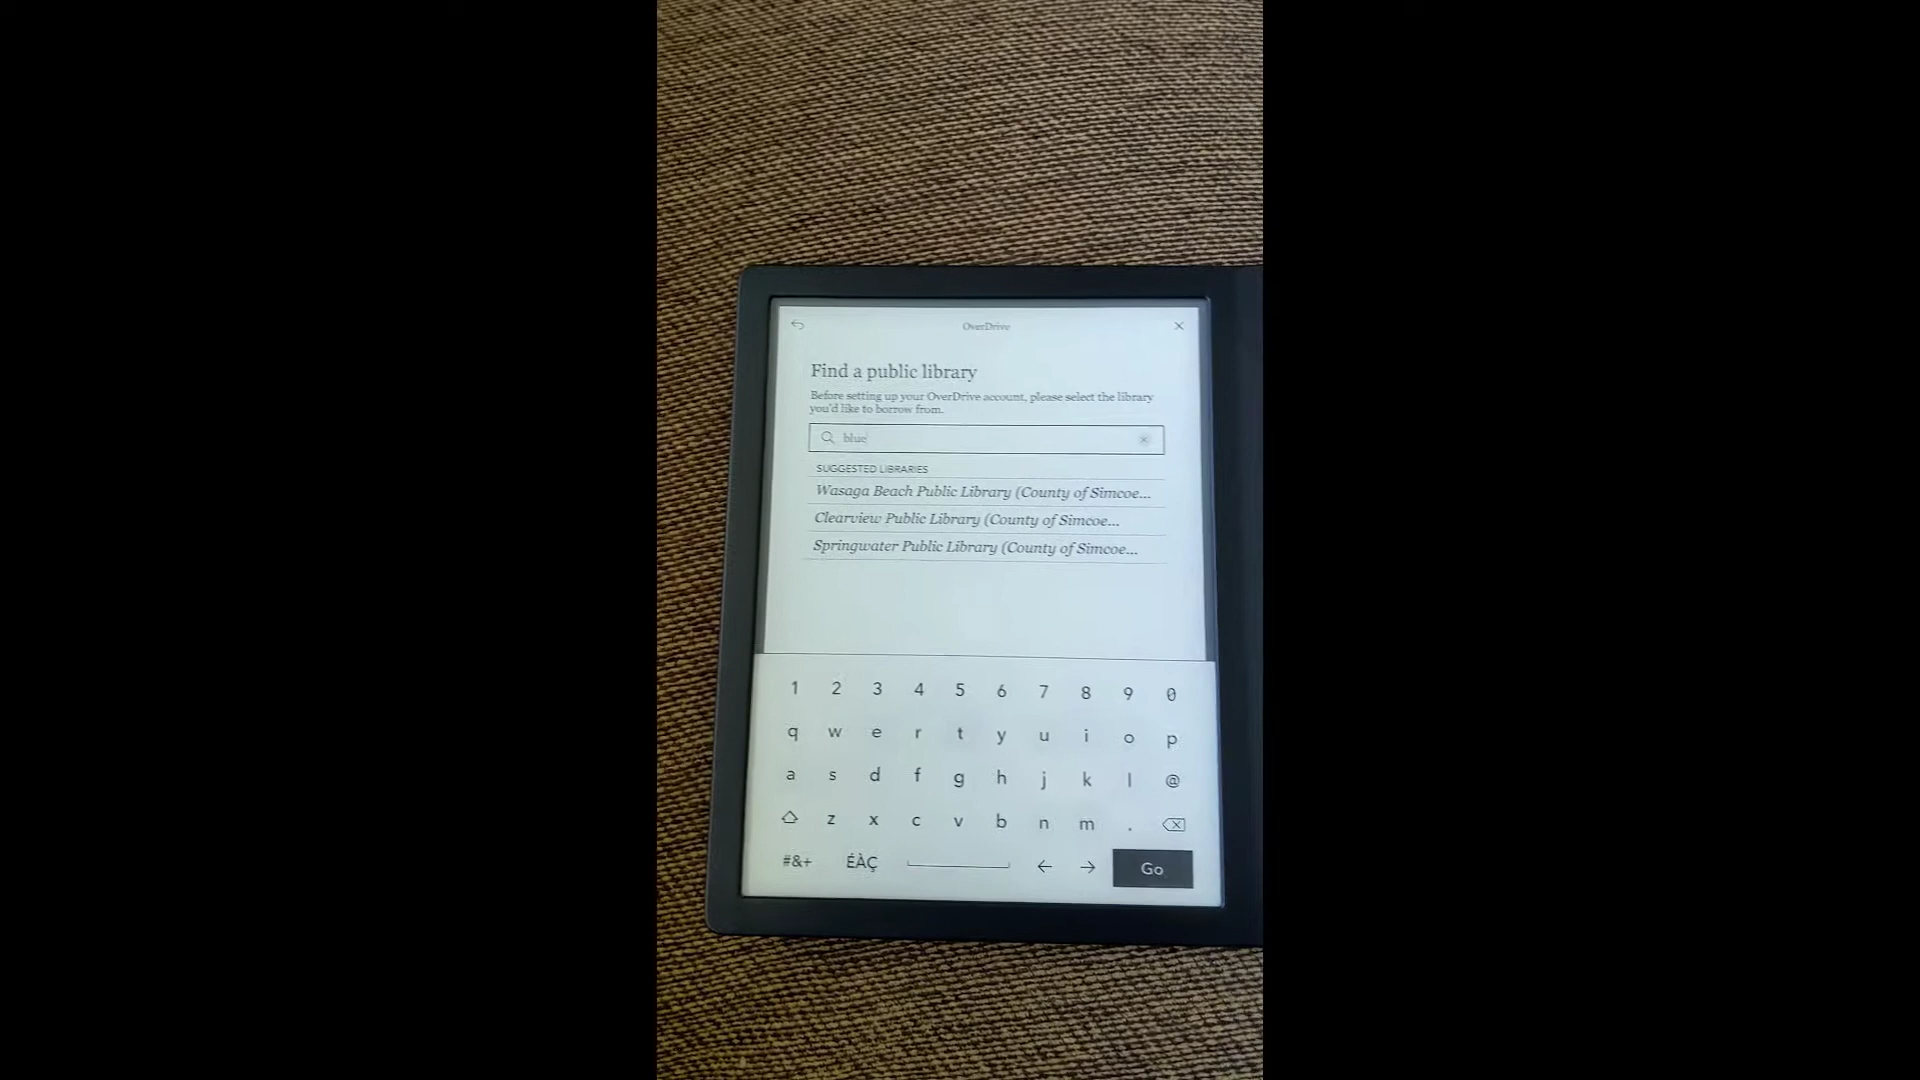 OverDrive
Find a public library
Before setting up your OverDrive account, please select the library
you'd like to borrow from.
blue
SUGGESTED LIBRARIES
Wasaga Beach Public Library (County of Simcoe...
Clearview Public Library (County of Simcoe...
Springwater Public Library (County of Simcoe...
1 2 3 4 5 6 7 8 9 0
q w e r t y u i o p
a s d f g h j k l @
z x c v b n m .
#&+ ÉÀÇ Go